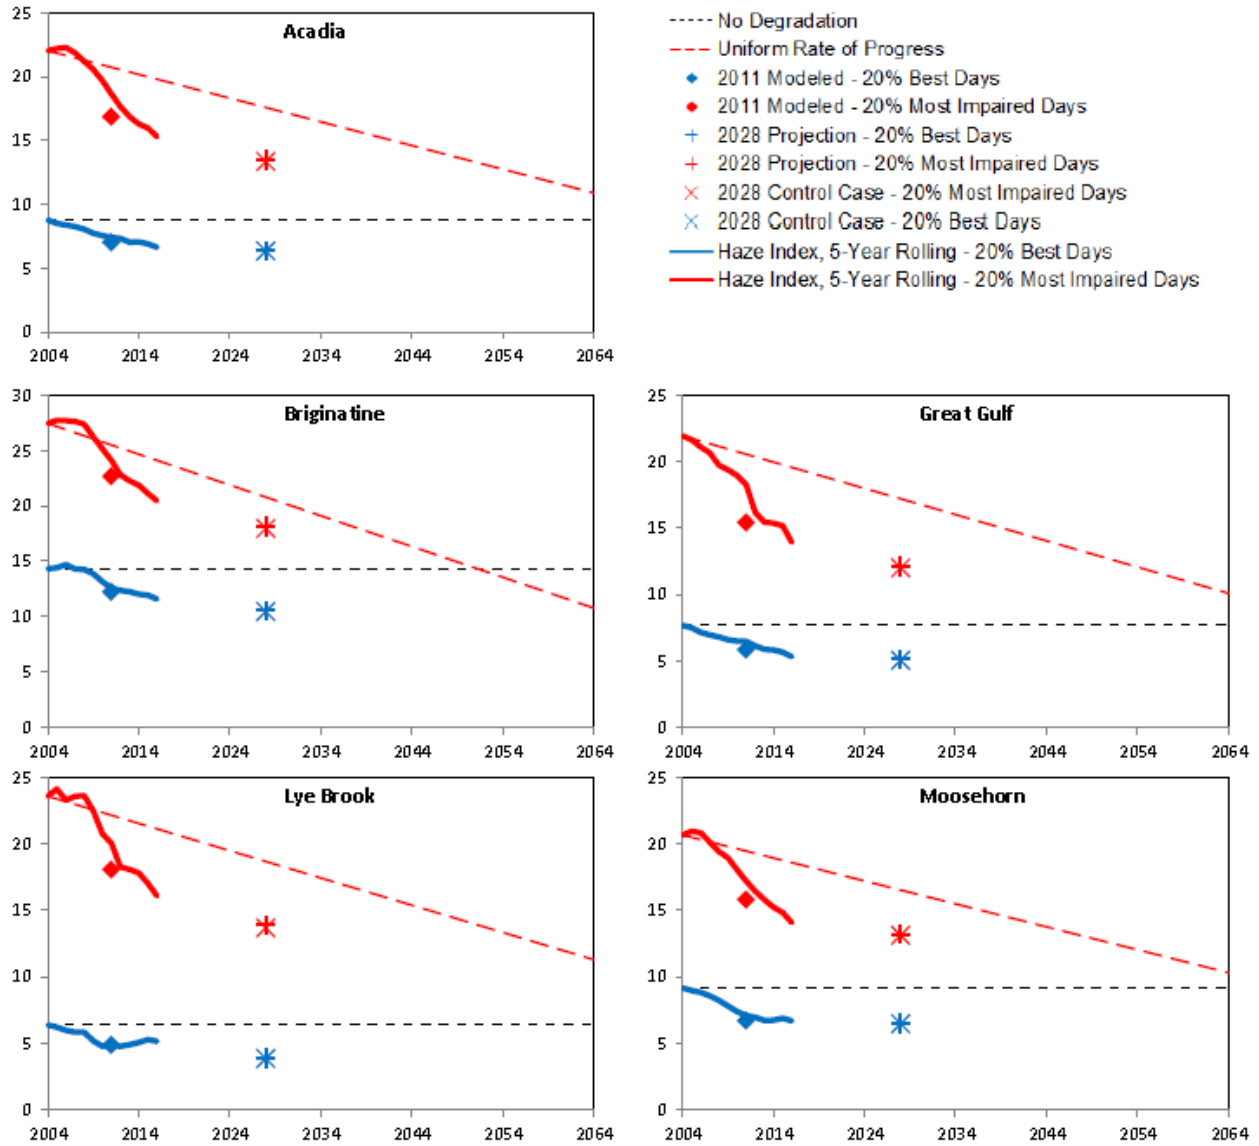 Acadia
25
20
15
10
5
0
2004 2014 2024 2034 2044 2054 2064
No Degradation
Uniform Rate of Progress
2011 Modeled - 20% Best Days
2011 Modeled - 20% Most Impaired Days
2028 Projection - 20% Best Days
2028 Projection - 20% Most Impaired Days
2028 Control Case - 20% Most Impaired Days
2028 Control Case - 20% Best Days
Haze Index, 5-Year Rolling - 20% Best Days
Haze Index, 5-Year Rolling - 20% Most Impaired Days
Briginatine
30
25
20
15
10
5
0
2004 2014 2024 2034 2044 2054 2064
Great Gulf
25
20
15
10
5
0
2004 2014 2024 2034 2044 2054 2064
Lye Brook
25
20
15
10
5
0
2004 2014 2024 2034 2044 2054 2064
Moosehorn
25
20
15
10
5
0
2004 2014 2024 2034 2044 2054 2064